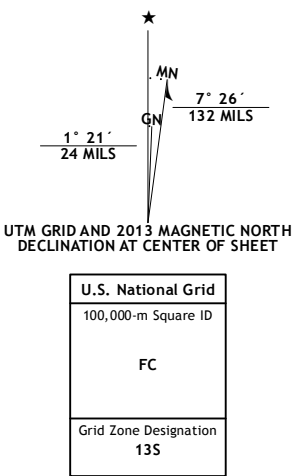 ★
MN
7° 26´
132 MILS
GN
1° 21´
24 MILS
UTM GRID AND 2013 MAGNETIC NORTH
DECLINATION AT CENTER OF SHEET
U.S. National Grid
100,000-m Square ID
FC
Grid Zone Designation
13S